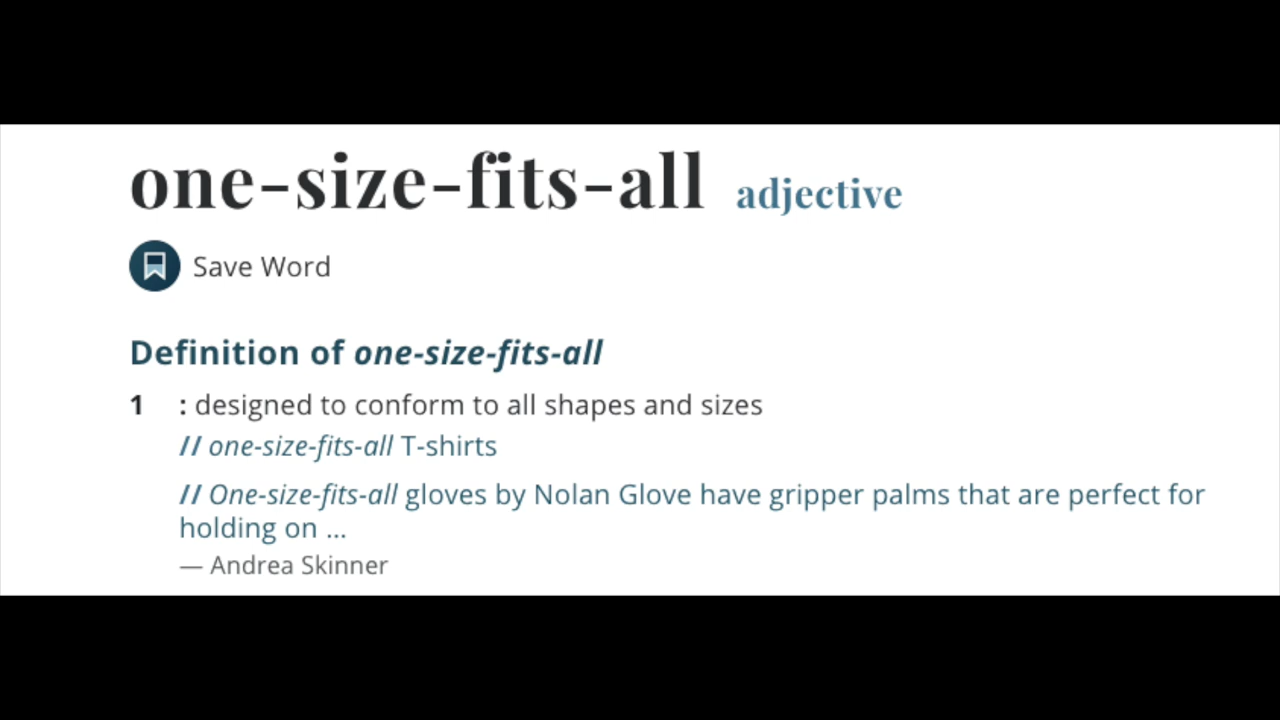 one-size-fits-all adjective
Save Word
Definition of one-size-fits-all
1 : designed to conform to all shapes and sizes
// one-size-fits-all T-shirts
// One-size-fits-all gloves by Nolan Glove have gripper palms that are perfect for
holding on ...
— Andrea Skinner